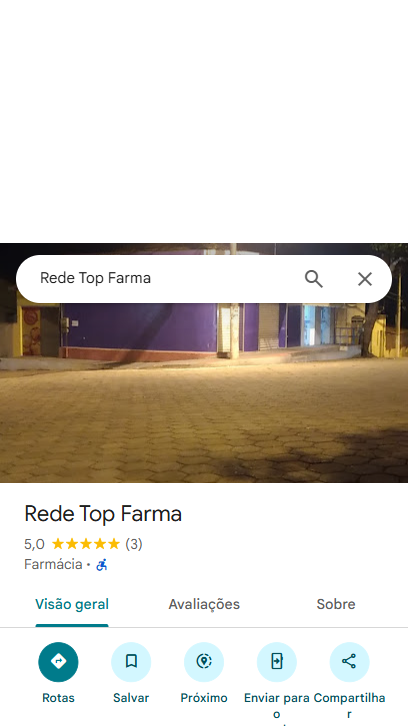 Rede Top Farma
Rede Top Farma
5,0 (3)
Farmácia ·
Visão geral Avaliações Sobre
Rotas Salvar Próximo Enviar para o Compartilhar